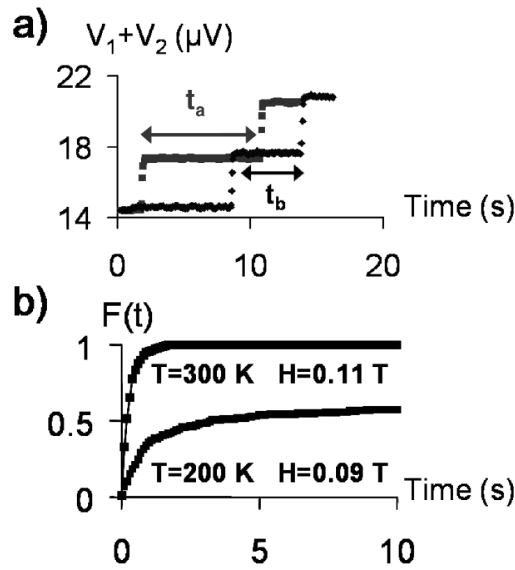 a)
V₁+V₂ (µV)
22
tₐ
18
t_b
14
Time (s)
0 10 20
b)
F(t)
1
T=300 K H=0.11 T
0.5
T=200 K H=0.09 T
0
Time (s)
0 5 10